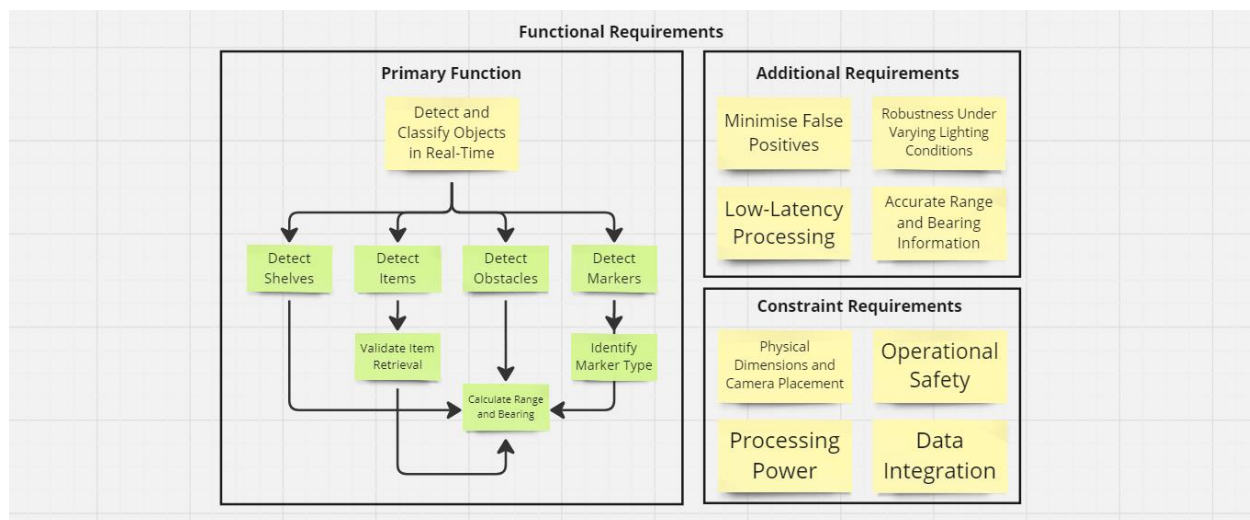 Functional Requirements
Primary Function
Detect and
Classify Objects
in Real-Time
Detect
Shelves
Detect
Items
Detect
Obstacles
Detect
Markers
Validate Item
Retrieval
Identify
Marker Type
Calculate Range
and Bearing
Additional Requirements
Minimise False
Positives
Robustness Under
Varying Lighting
Conditions
Low-Latency
Processing
Accurate Range
and Bearing
Information
Constraint Requirements
Physical
Dimensions and
Camera Placement
Operational
Safety
Processing
Power
Data
Integration